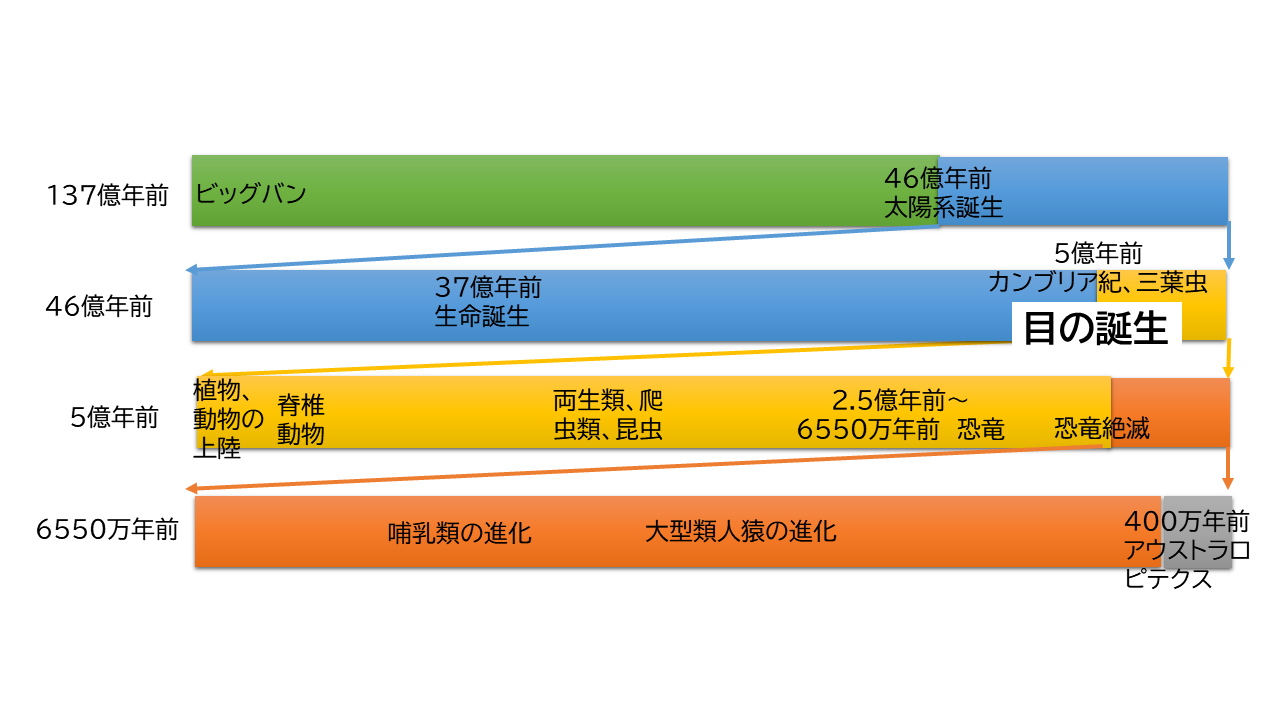 137億年前
ビッグバン
46億年前
太陽系誕生
46億年前
37億年前
生命誕生
5億年前
カンブリア紀、三葉虫
目の誕生
5億年前
植物、
動物の
上陸
脊椎
動物
両生類、爬
虫類、昆虫
2.5億年前～
6550万年前 恐竜
恐竜絶滅
6550万年前
哺乳類の進化
大型類人猿の進化
400万年前
アウストラロ
ピテクス